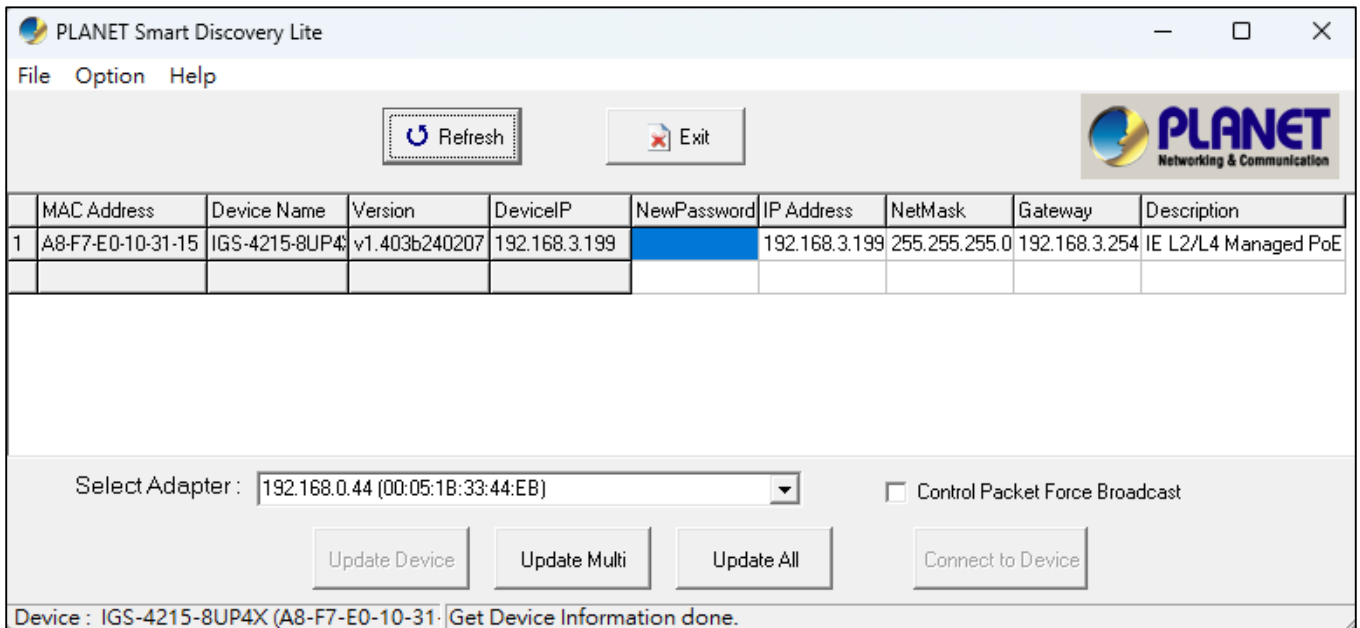 PLANET Smart Discovery Lite
File Option Help
Refresh Exit
PLANET
Networking & Communication
MAC Address Device Name Version DeviceIP NewPassword IP Address NetMask Gateway Description
1 A8-F7-E0-10-31-15 IGS-4215-8UP4 v1.403b240207 192.168.3.199 192.168.3.199 255.255.255.0 192.168.3.254 IE L2/L4 Managed PoE
Select Adapter : 192.168.0.44 (00:05:1B:33:44:EB) Control Packet Force Broadcast
Update Device Update Multi Update All Connect to Device
Device : IGS-4215-8UP4X (A8-F7-E0-10-31- Get Device Information done.